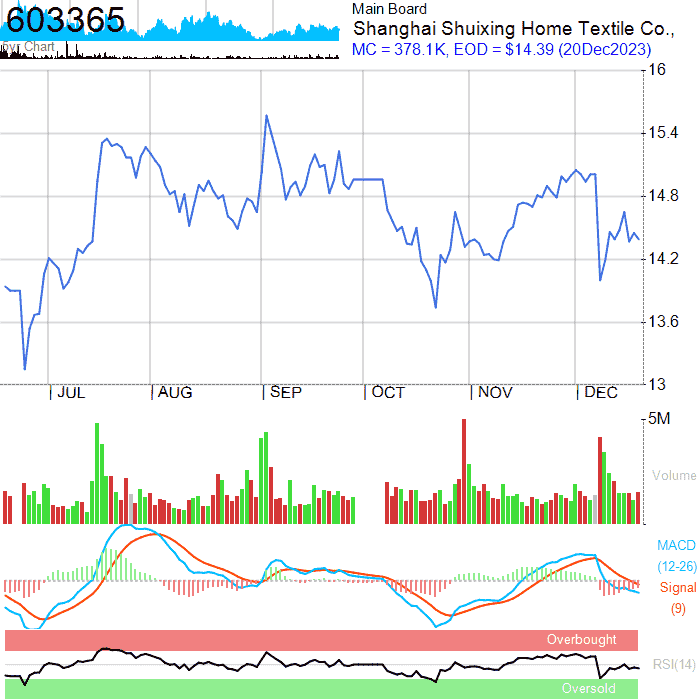 603365
5yr Chart
Main Board
Shanghai Shuixing Home Textile Co.,
MC = 378.1K, EOD = $14.39 (20Dec2023)
16
15.4
14.8
14.2
13.6
13
| JUL | AUG | SEP | OCT | NOV | DEC
5M
Volume
MACD
(12-26)
Signal
(9)
Overbought
RSI(14)
Oversold